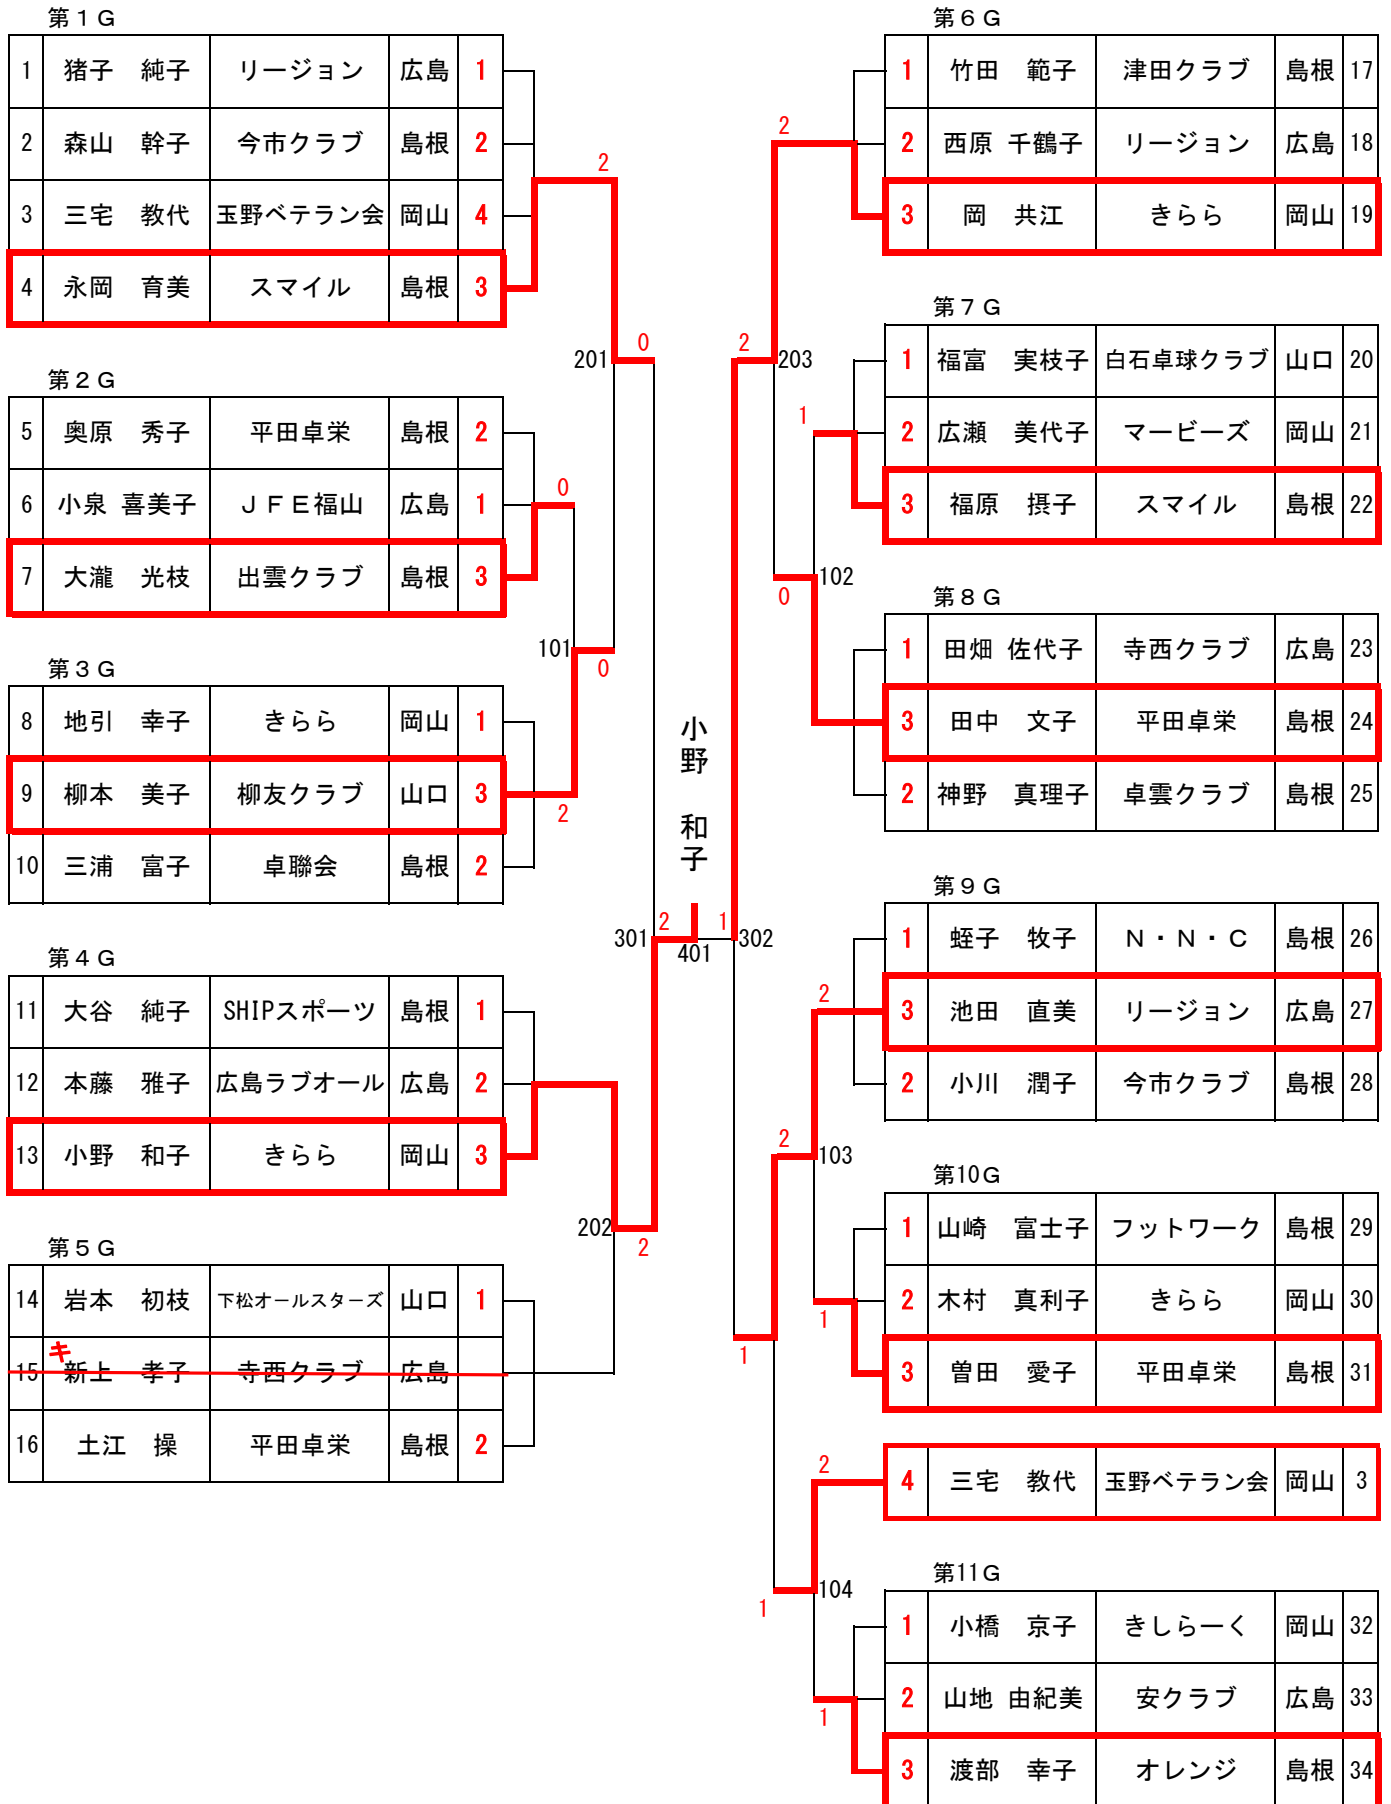 第１Ｇ
1 猪子 純子 リージョン 広島 1
2 森山 幹子 今市クラブ 島根 2
3 三宅 教代 玉野ベテラン会 岡山 4
4 永岡 育美 スマイル 島根 3
第２Ｇ
5 奥原 秀子 平田卓栄 島根 2
6 小泉 喜美子 ＪＦＥ福山 広島 1
7 大瀧 光枝 出雲クラブ 島根 3
第３Ｇ
8 地引 幸子 きらら 岡山 1
9 柳本 美子 柳友クラブ 山口 3
10 三浦 富子 卓聯会 島根 2
第４Ｇ
11 大谷 純子 SHIPスポーツ 島根 1
12 本藤 雅子 広島ラブオール 広島 2
13 小野 和子 きらら 岡山 3
第５Ｇ
14 岩本 初枝 下松オールスターズ 山口 1
キ
15 新上 孝子 寺西クラブ 広島
16 土江 操 平田卓栄 島根 2
2
201
0
0
101
0
2
301
2
202
2
小野 和子
401
1
302
2
203
2
1
102
0
2
103
2
1
1
2
104
1
1
第６Ｇ
1 竹田 範子 津田クラブ 島根 17
2 西原 千鶴子 リージョン 広島 18
3 岡 共江 きらら 岡山 19
第７Ｇ
1 福富 実枝子 白石卓球クラブ 山口 20
2 広瀬 美代子 マービーズ 岡山 21
3 福原 摂子 スマイル 島根 22
第８Ｇ
1 田畑 佐代子 寺西クラブ 広島 23
3 田中 文子 平田卓栄 島根 24
2 神野 真理子 卓雲クラブ 島根 25
第９Ｇ
1 蛭子 牧子 Ｎ・Ｎ・Ｃ 島根 26
3 池田 直美 リージョン 広島 27
2 小川 潤子 今市クラブ 島根 28
第10Ｇ
1 山崎 富士子 フットワーク 島根 29
2 木村 真利子 きらら 岡山 30
3 曽田 愛子 平田卓栄 島根 31
4 三宅 教代 玉野ベテラン会 岡山 3
第11Ｇ
1 小橋 京子 きしらーく 岡山 32
2 山地 由紀美 安クラブ 広島 33
3 渡部 幸子 オレンジ 島根 34